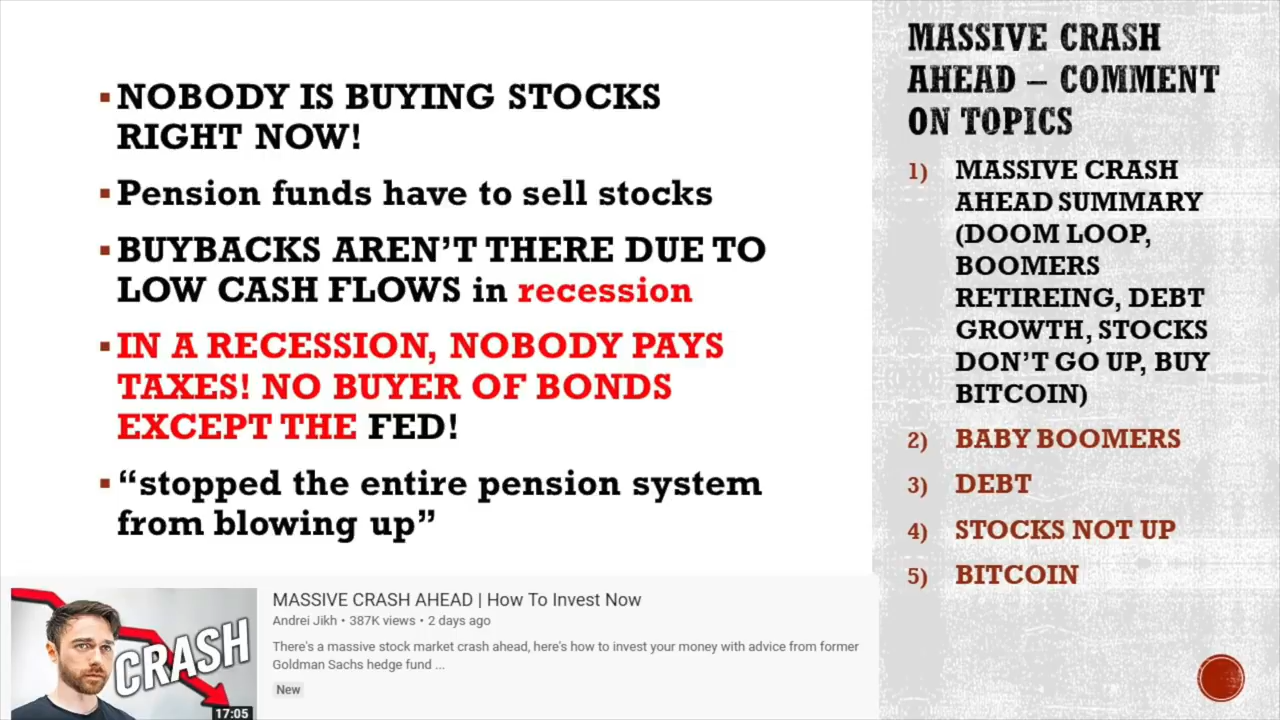 NOBODY IS BUYING STOCKS
RIGHT NOW!
Pension funds have to sell stocks
BUYBACKS AREN'T THERE DUE TO
LOW CASH FLOWS in recession
IN A RECESSION, NOBODY PAYS
TAXES! NO BUYER OF BONDS
EXCEPT THE FED!
“stopped the entire pension system
from blowing up”
CRASH
17:05
MASSIVE CRASH AHEAD | How To Invest Now
Andrei Jikh • 387K views • 2 days ago
There's a massive stock market crash ahead, here's how to invest your money with advice from former
Goldman Sachs hedge fund ...
New
MASSIVE CRASH
AHEAD – COMMENT
ON TOPICS
1) MASSIVE CRASH
AHEAD SUMMARY
(DOOM LOOP,
BOOMERS
RETIREING, DEBT
GROWTH, STOCKS
DON'T GO UP, BUY
BITCOIN)
2) BABY BOOMERS
3) DEBT
4) STOCKS NOT UP
5) BITCOIN